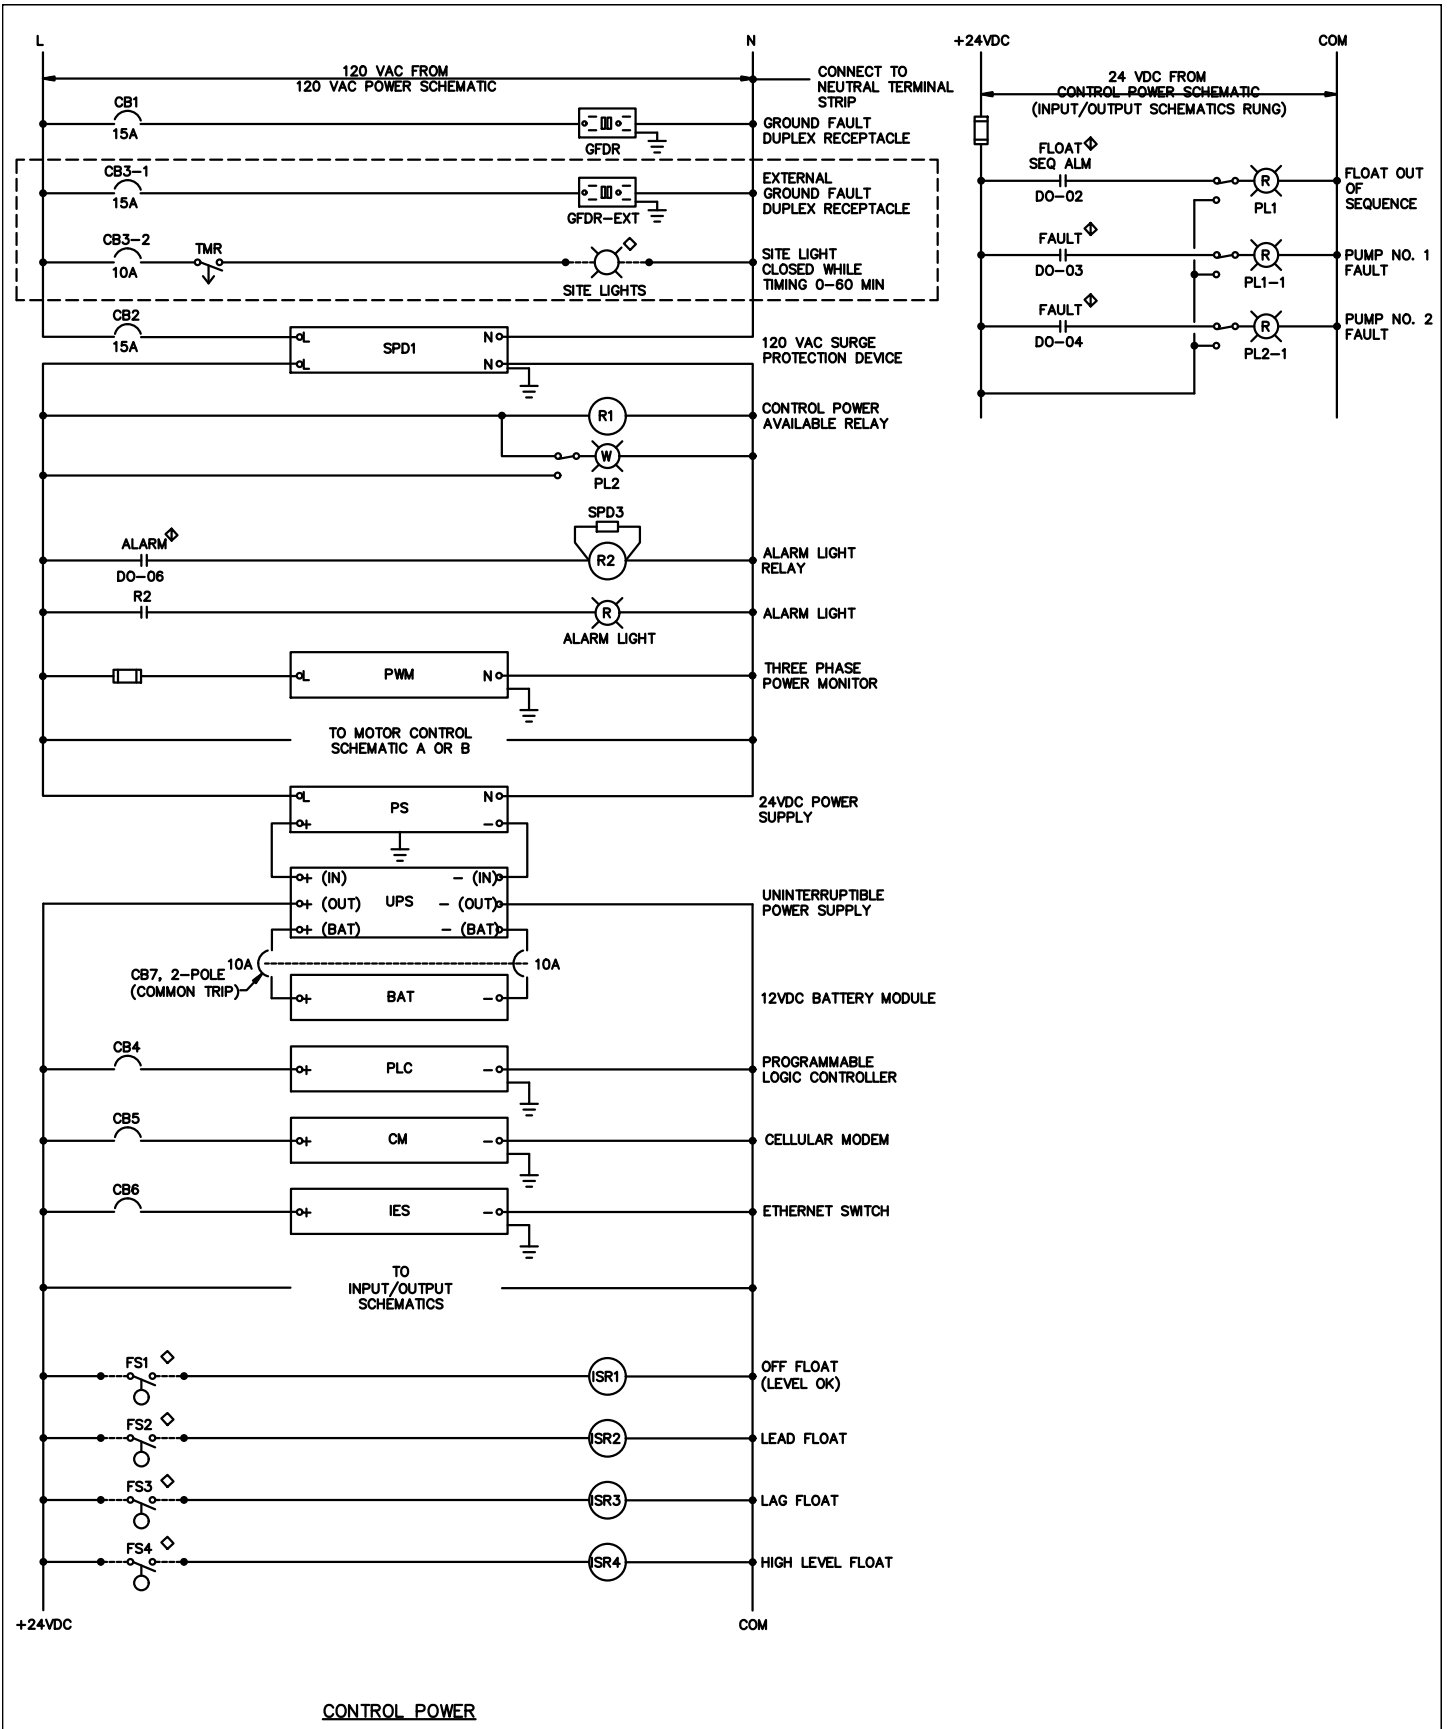 L
N
120 VAC FROM
120 VAC POWER SCHEMATIC
CONNECT TO
NEUTRAL TERMINAL
STRIP
CB1
15A
GFDR
GROUND FAULT
DUPLEX RECEPTACLE
CB3-1
15A
GFDR-EXT
EXTERNAL
GROUND FAULT
DUPLEX RECEPTACLE
CB3-2
10A
TMR
SITE LIGHTS
SITE LIGHT
CLOSED WHILE
TIMING 0-60 MIN
CB2
15A
L
SPD1
N
L
N
120 VAC SURGE
PROTECTION DEVICE
R1
CONTROL POWER
AVAILABLE RELAY
W
PL2
SPD3
ALARM
DO-06
R2
ALARM LIGHT
RELAY
R2
R
ALARM LIGHT
ALARM LIGHT
L
PWM
N
THREE PHASE
POWER MONITOR
TO MOTOR CONTROL
SCHEMATIC A OR B
L
PS
N
+
-
24VDC POWER
SUPPLY
+ (IN)
- (IN)
+ (OUT)
UPS
- (OUT)
+ (BAT)
- (BAT)
UNINTERRUPTIBLE
POWER SUPPLY
10A
10A
CB7, 2-POLE
(COMMON TRIP)
+
BAT
-
12VDC BATTERY MODULE
CB4
+
PLC
-
PROGRAMMABLE
LOGIC CONTROLLER
CB5
+
CM
-
CELLULAR MODEM
CB6
+
IES
-
ETHERNET SWITCH
TO
INPUT/OUTPUT
SCHEMATICS
FS1
ISR1
OFF FLOAT
(LEVEL OK)
FS2
ISR2
LEAD FLOAT
FS3
ISR3
LAG FLOAT
FS4
ISR4
HIGH LEVEL FLOAT
+24VDC
COM
+24VDC
COM
24 VDC FROM
CONTROL POWER SCHEMATIC
(INPUT/OUTPUT SCHEMATICS RUNG)
FLOAT
SEQ ALM
DO-02
R
PL1
FLOAT OUT
OF
SEQUENCE
FAULT
DO-03
R
PL1-1
PUMP NO. 1
FAULT
FAULT
DO-04
R
PL2-1
PUMP NO. 2
FAULT
CONTROL POWER